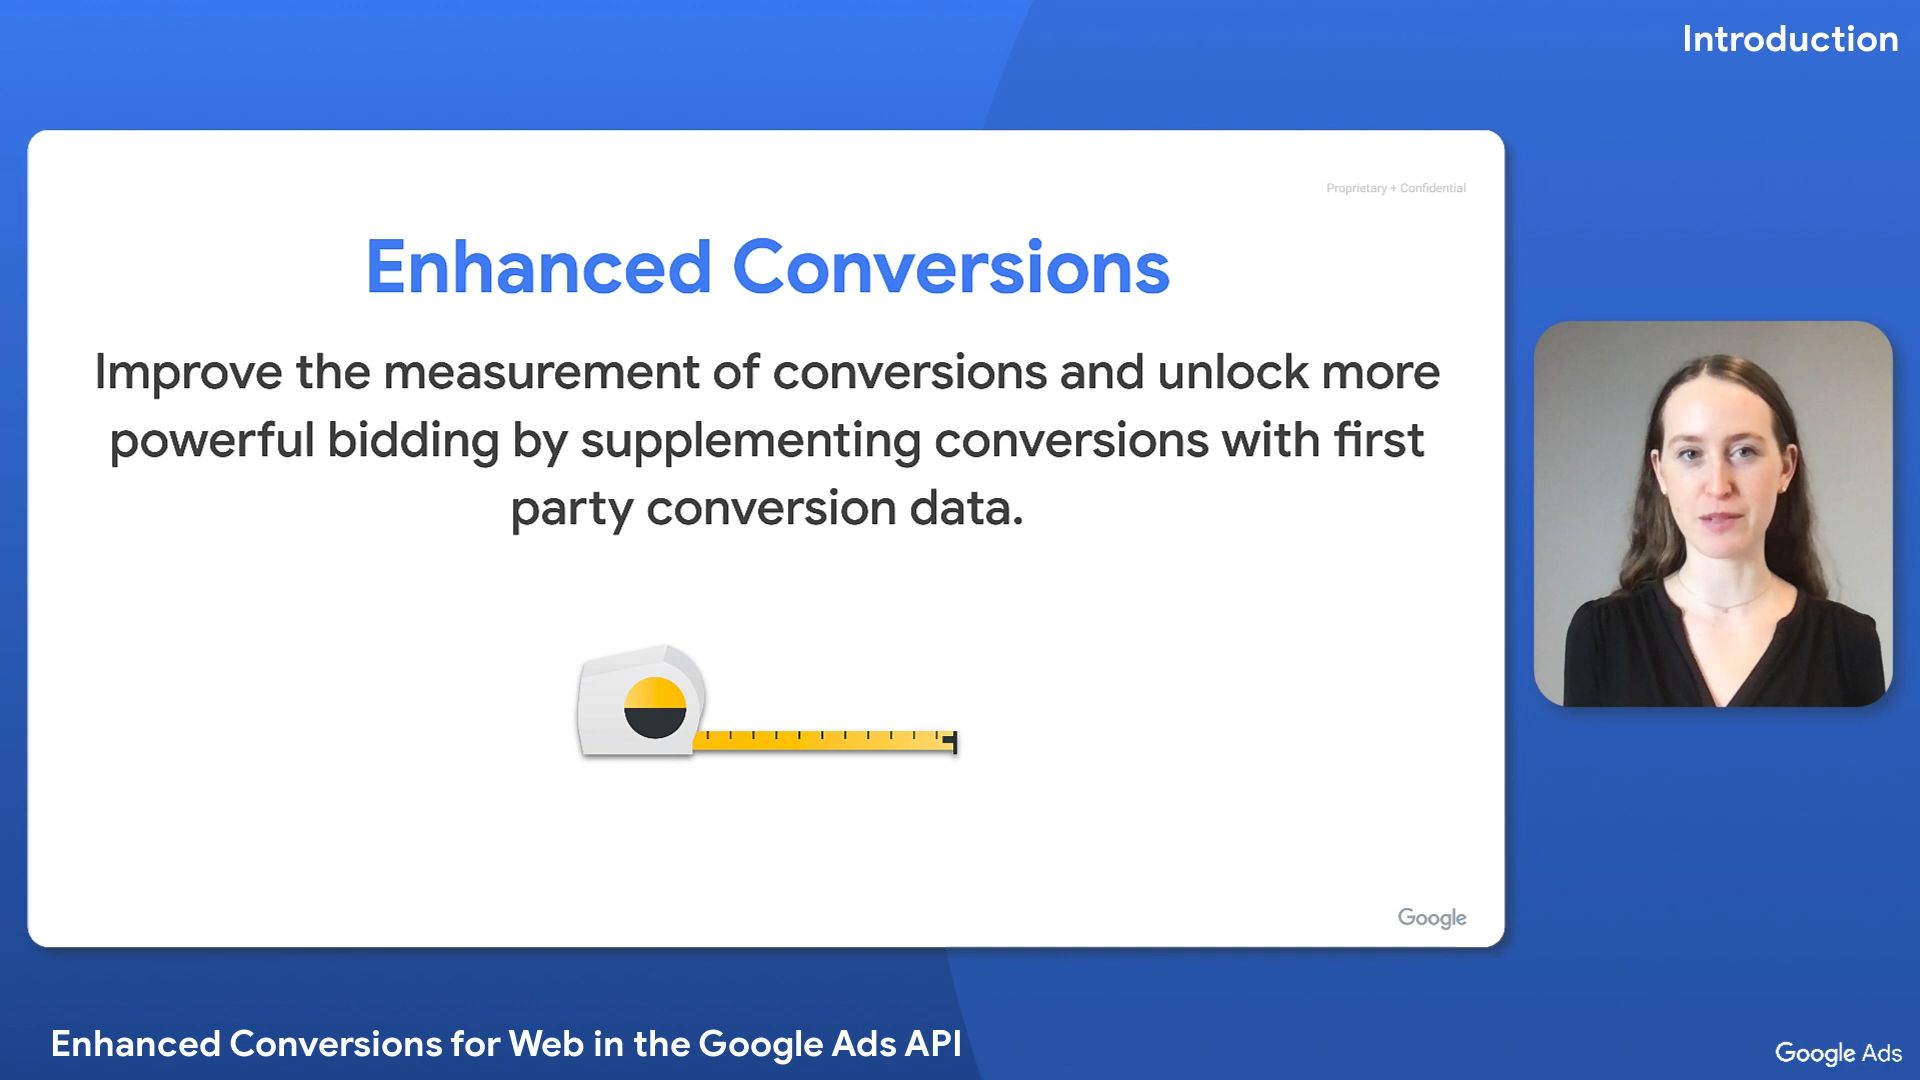 Introduction
Proprietary + Confidential
Enhanced Conversions
Improve the measurement of conversions and unlock more
powerful bidding by supplementing conversions with first
party conversion data.
Google
Enhanced Conversions for Web in the Google Ads API
Google Ads